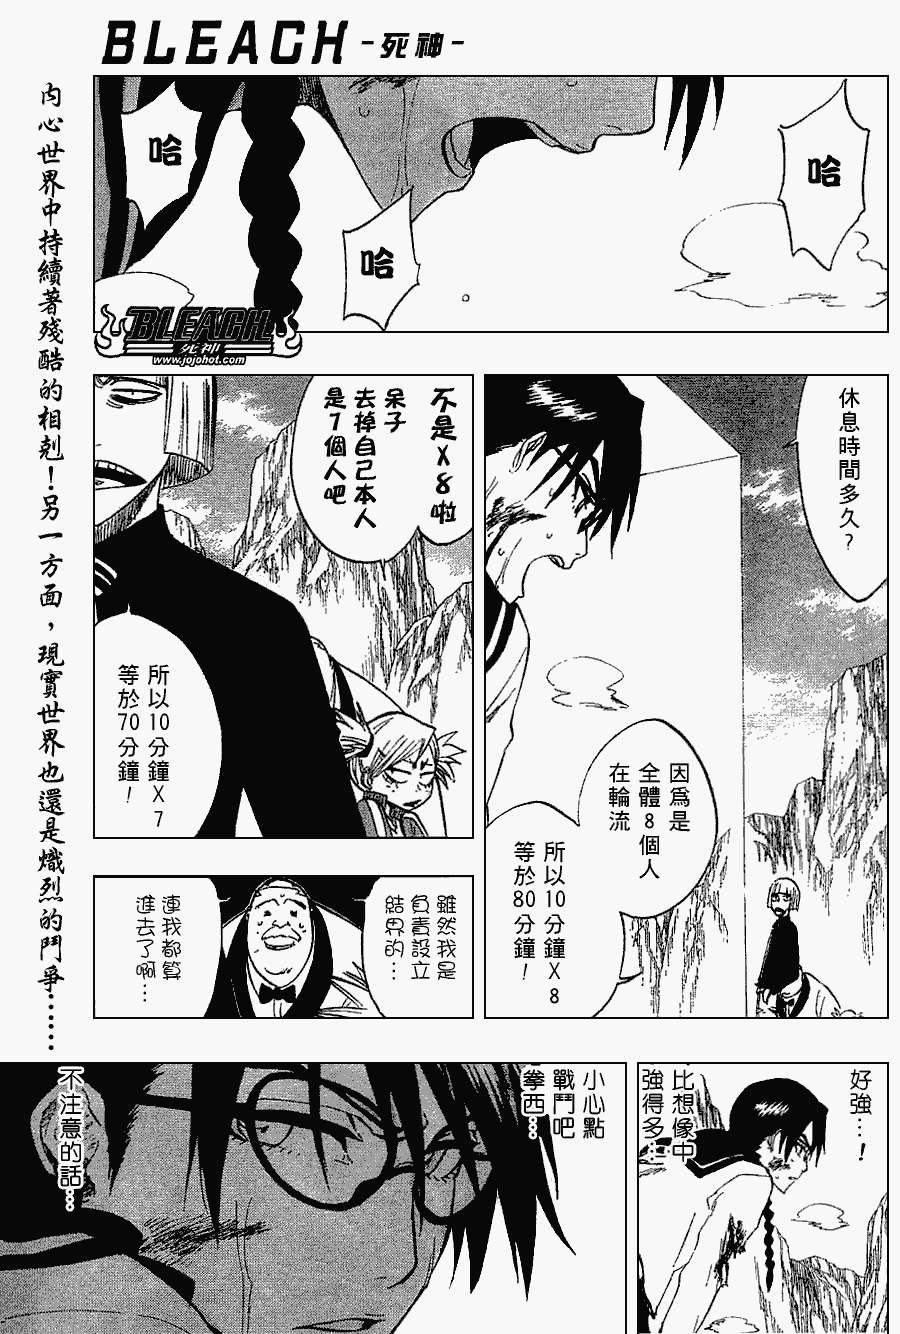 BLEACH -死神-
內心世界中持續著殘酷的相剋！另一方面，現實世界也還是熾烈的鬥爭……
哈
哈
哈
BLEACH
死神
www.jojohot.com
休息時間多久？
因為是
全體8個人
在輪流
所以10分鐘X8
等於80分鐘！
不是X8啦
呆子
去掉自己本人
是7個人吧
所以10分鐘X7
等於70分鐘！
雖然我是
負責設立
結界的…
連我都算
進去了啊…
好強…！
比想像中
強得多…
小心點
戰鬥吧
拳西…
不注意的話…